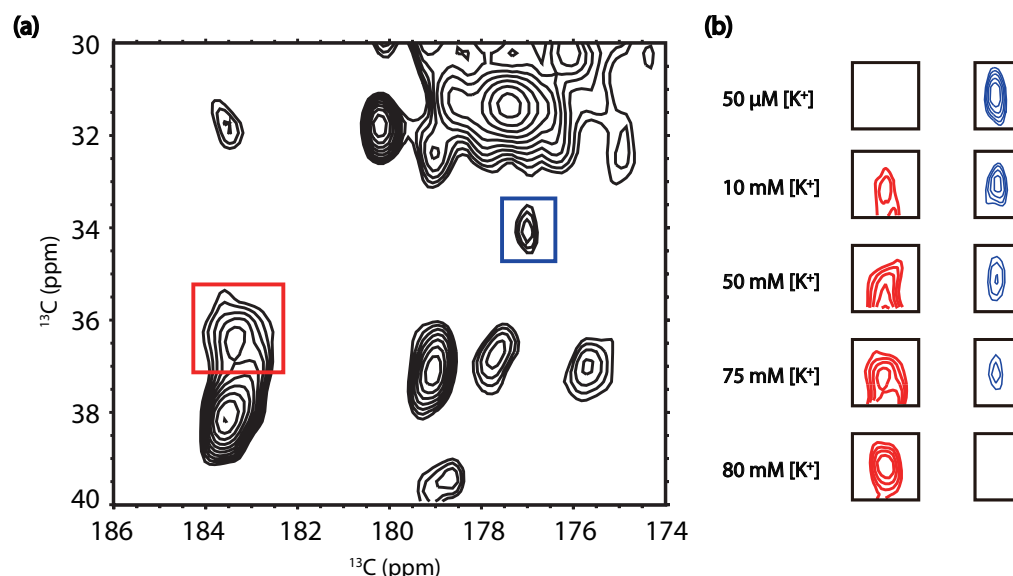 (a)
30
32
34
36
38
40
13C (ppm)
186
184
182
180
178
176
174
13C (ppm)
(b)
50 µM [K+]
10 mM [K+]
50 mM [K+]
75 mM [K+]
80 mM [K+]